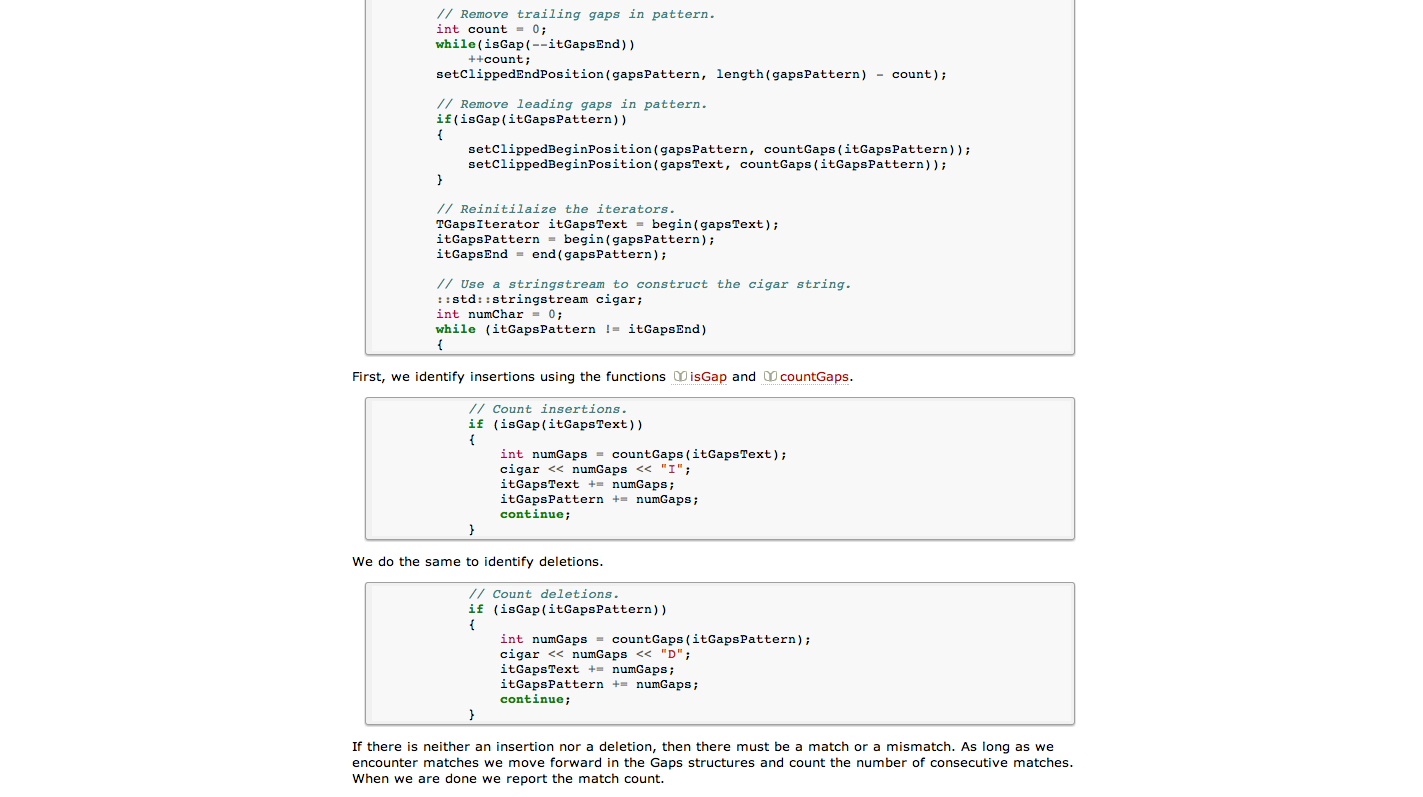 // Remove trailing gaps in pattern.
int count = 0;
while(isGap(--itGapsEnd))
++count;
setClippedEndPosition(gapsPattern, length(gapsPattern) - count);
// Remove leading gaps in pattern.
if(isGap(itGapsPattern))
{
setClippedBeginPosition(gapsPattern, countGaps(itGapsPattern));
setClippedBeginPosition(gapsText, countGaps(itGapsPattern));
}
// Reinitilaize the iterators.
TGapsIterator itGapsText = begin(gapsText);
itGapsPattern = begin(gapsPattern);
itGapsEnd = end(gapsPattern);
// Use a stringstream to construct the cigar string.
::std::stringstream cigar;
int numChar = 0;
while (itGapsPattern != itGapsEnd)
{
First, we identify insertions using the functions isGap and countGaps.
// Count insertions.
if (isGap(itGapsText))
{
int numGaps = countGaps(itGapsText);
cigar << numGaps << "I";
itGapsText += numGaps;
itGapsPattern += numGaps;
continue;
}
We do the same to identify deletions.
// Count deletions.
if (isGap(itGapsPattern))
{
int numGaps = countGaps(itGapsPattern);
cigar << numGaps << "D";
itGapsText += numGaps;
itGapsPattern += numGaps;
continue;
}
If there is neither an insertion nor a deletion, then there must be a match or a mismatch. As long as we
encounter matches we move forward in the Gaps structures and count the number of consecutive matches.
When we are done we report the match count.